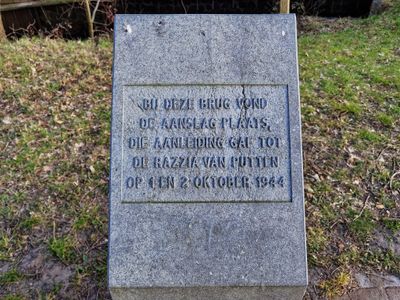 BIJ DEZE BRUG VOND
DE AANSLAG PLAATS,
DIE AANLEIDING GAF TOT
DE RAZZIA VAN PUTTEN
OP 1 EN 2 OKTOBER 1944